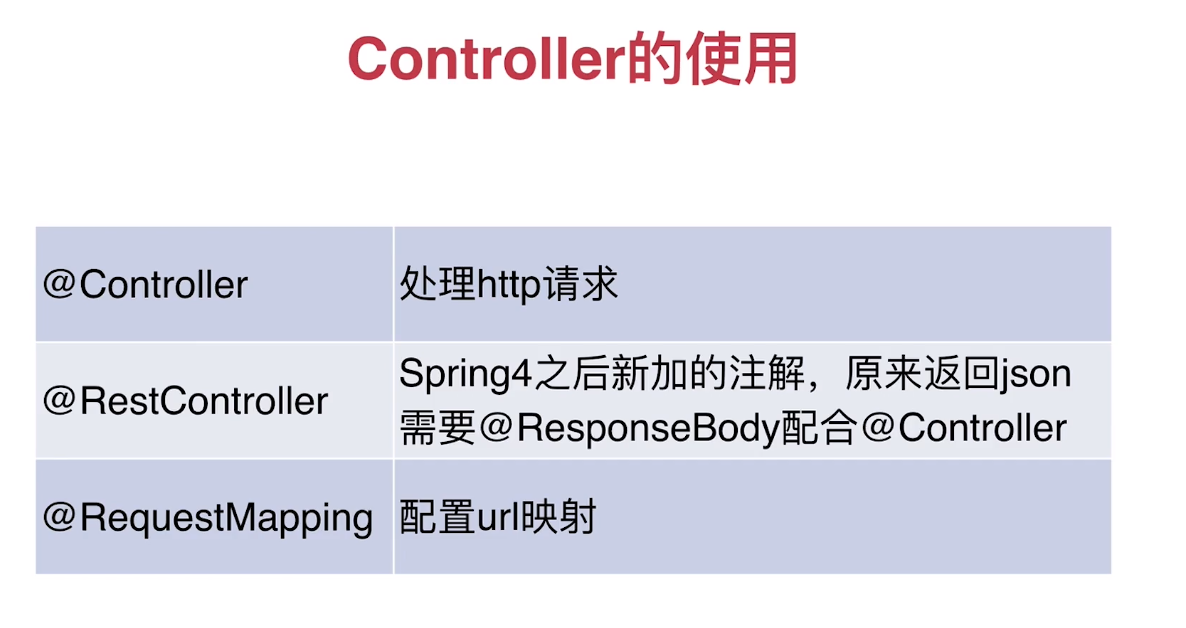 Controller的使用
@Controller
处理http请求
@RestController
Spring4之后新加的注解，原来返回json
需要@ResponseBody配合@Controller
@RequestMapping
配置url映射